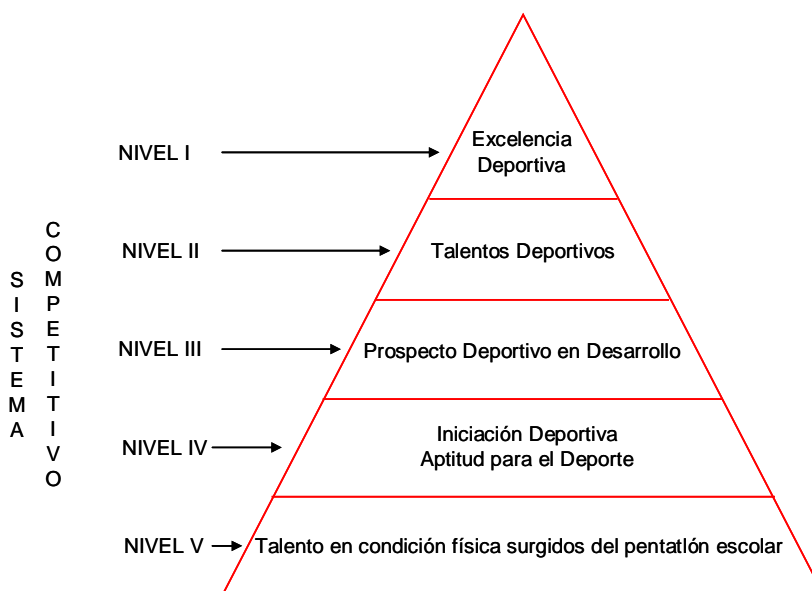 SISTEMA
COMPETITIVO
NIVEL I
Excelencia
Deportiva
NIVEL II
Talentos Deportivos
NIVEL III
Prospecto Deportivo en Desarrollo
NIVEL IV
Iniciación Deportiva
Aptitud para el Deporte
NIVEL V
Talento en condición física surgidos del pentatlón escolar